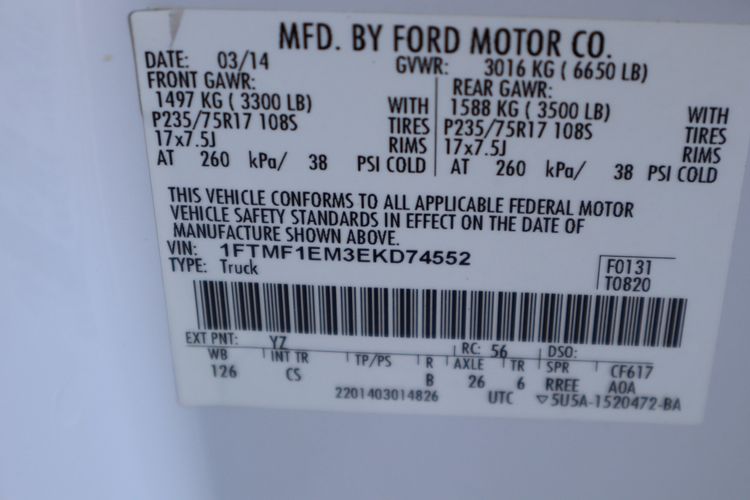 MFD. BY FORD MOTOR CO.
DATE: 03/14 GVWR: 3016 KG ( 6650 LB)
FRONT GAWR: REAR GAWR:
1497 KG ( 3300 LB) WITH 1588 KG ( 3500 LB) WITH
P235/75R17 108S TIRES P235/75R17 108S TIRES
17x7.5J RIMS 17x7.5J RIMS
AT 260 kPa/ 38 PSI COLD AT 260 kPa/ 38 PSI COLD
THIS VEHICLE CONFORMS TO ALL APPLICABLE FEDERAL MOTOR
VEHICLE SAFETY STANDARDS IN EFFECT ON THE DATE OF
MANUFACTURE SHOWN ABOVE.
VIN: 1FTMF1EM3EKD74552
TYPE: Truck
F0131
T0820
EXT PNT: YZ RC: 56 DSO:
WB INT TR TP/PS R AXLE TR SPR CF617
126 CS B 26 6 RREE A0A
2201403014826 UTC ▽5U5A-1520472-BA